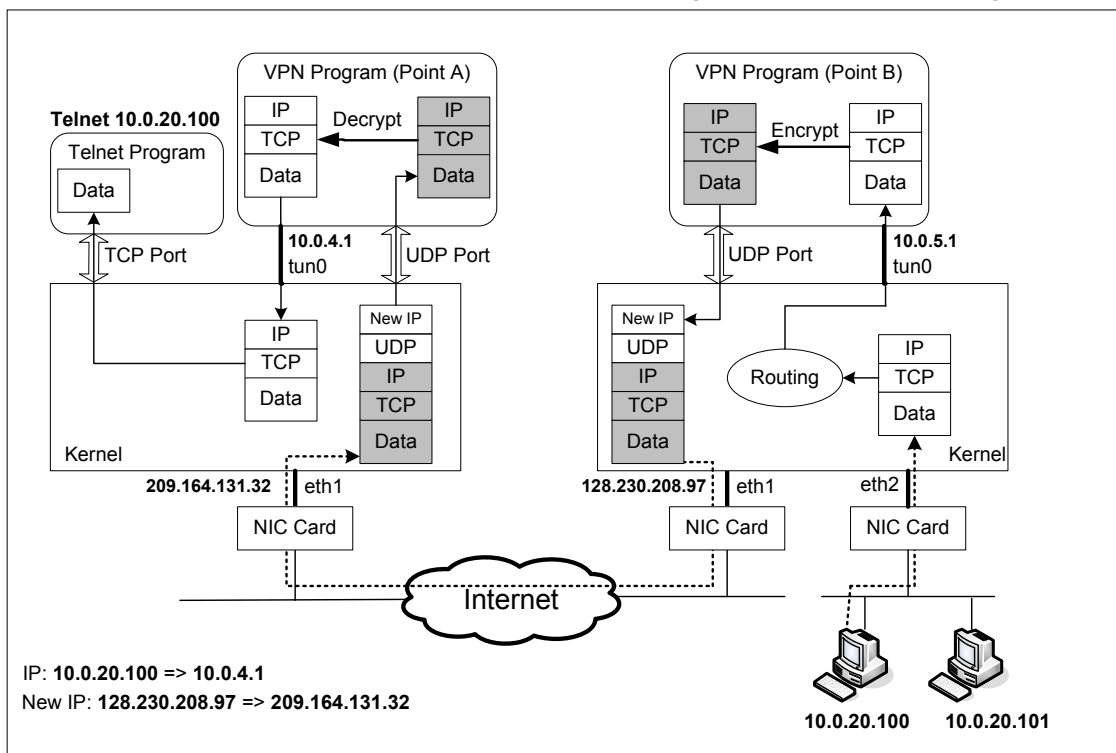 VPN Program (Point A)
IP
TCP
Data
Decrypt
IP
TCP
Data
Telnet 10.0.20.100
Telnet Program
Data
TCP Port
10.0.4.1
tun0
UDP Port
IP
TCP
Data
New IP
UDP
IP
TCP
Data
Kernel
209.164.131.32
eth1
NIC Card
VPN Program (Point B)
IP
TCP
Data
Encrypt
IP
TCP
Data
UDP Port
10.0.5.1
tun0
New IP
UDP
IP
TCP
Data
Routing
IP
TCP
Data
Kernel
128.230.208.97
eth1
eth2
NIC Card
NIC Card
Internet
IP: 10.0.20.100 => 10.0.4.1
New IP: 128.230.208.97 => 209.164.131.32
10.0.20.100
10.0.20.101